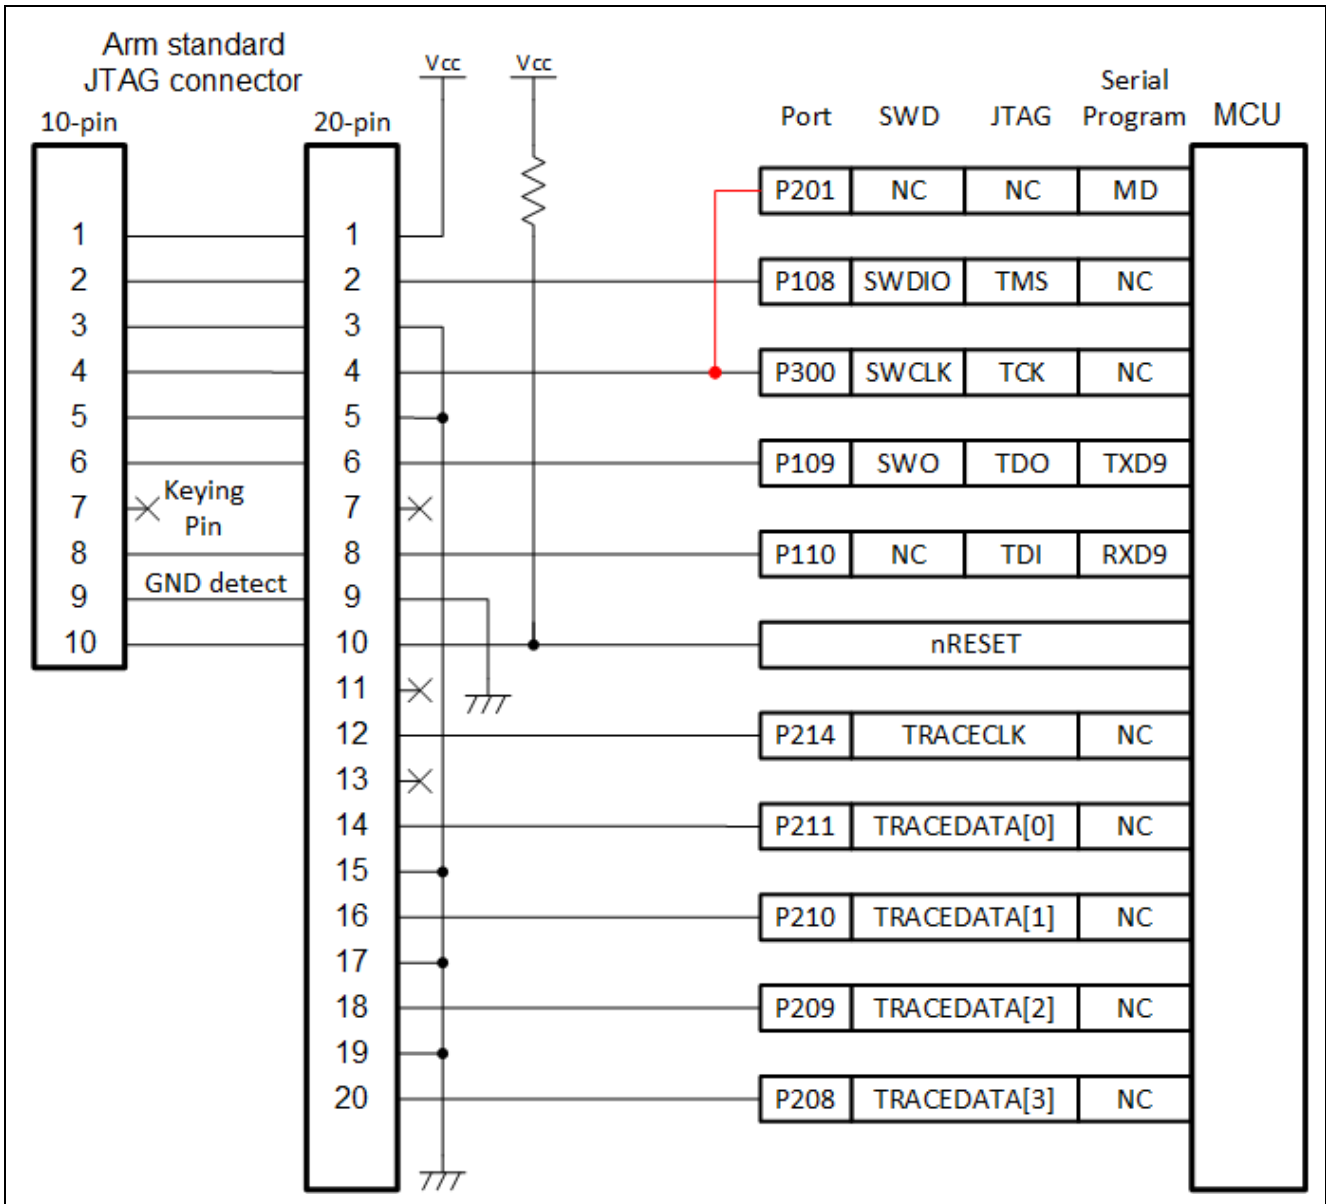 Arm standard
JTAG connector
10-pin
20-pin
Vcc
Vcc
Port
SWD
JTAG
Serial
Program
MCU
P201 NC NC MD
1 1
2 2 P108 SWDIO TMS NC
3 3
4 4 P300 SWCLK TCK NC
5 5
6 6 P109 SWO TDO TXD9
7 Keying 7
Pin
8 8 P110 NC TDI RXD9
GND detect
9 9
10 10 nRESET
11
12 P214 TRACECLK NC
13
14 P211 TRACEDATA[0] NC
15
16 P210 TRACEDATA[1] NC
17
18 P209 TRACEDATA[2] NC
19
20 P208 TRACEDATA[3] NC